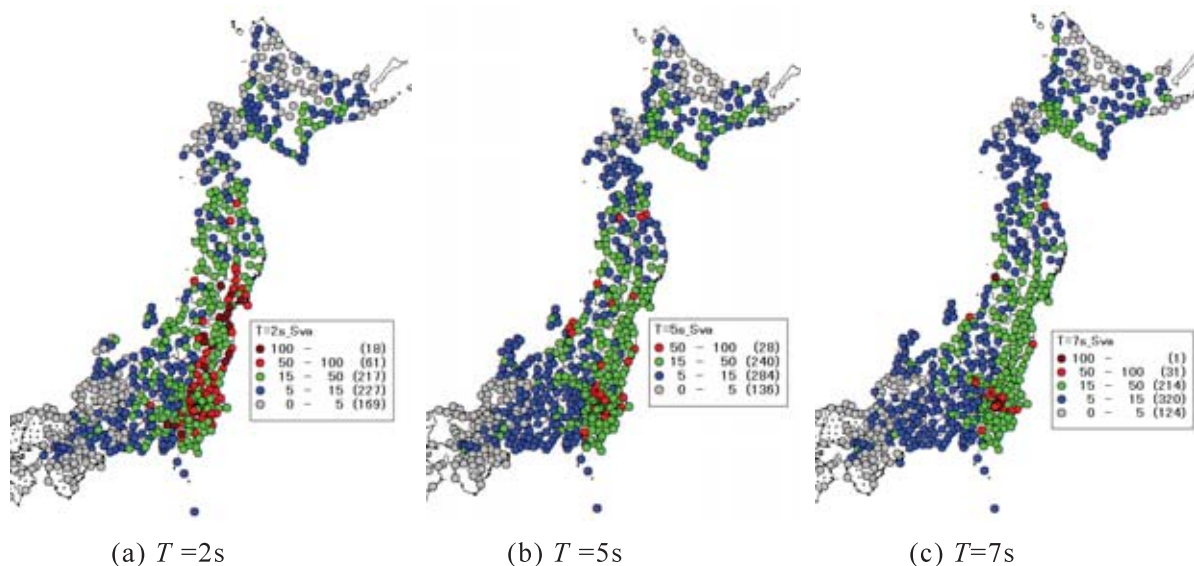 T=2s_Sva
100 - (18)
50 - 100 (61)
15 - 50 (217)
5 - 15 (227)
0 - 5 (169)
T=5s_Sva
50 - 100 (28)
15 - 50 (240)
5 - 15 (284)
0 - 5 (136)
T=7s_Sva
100 - (1)
50 - 100 (31)
15 - 50 (214)
5 - 15 (320)
0 - 5 (124)
(a) T =2s
(b) T =5s
(c) T=7s